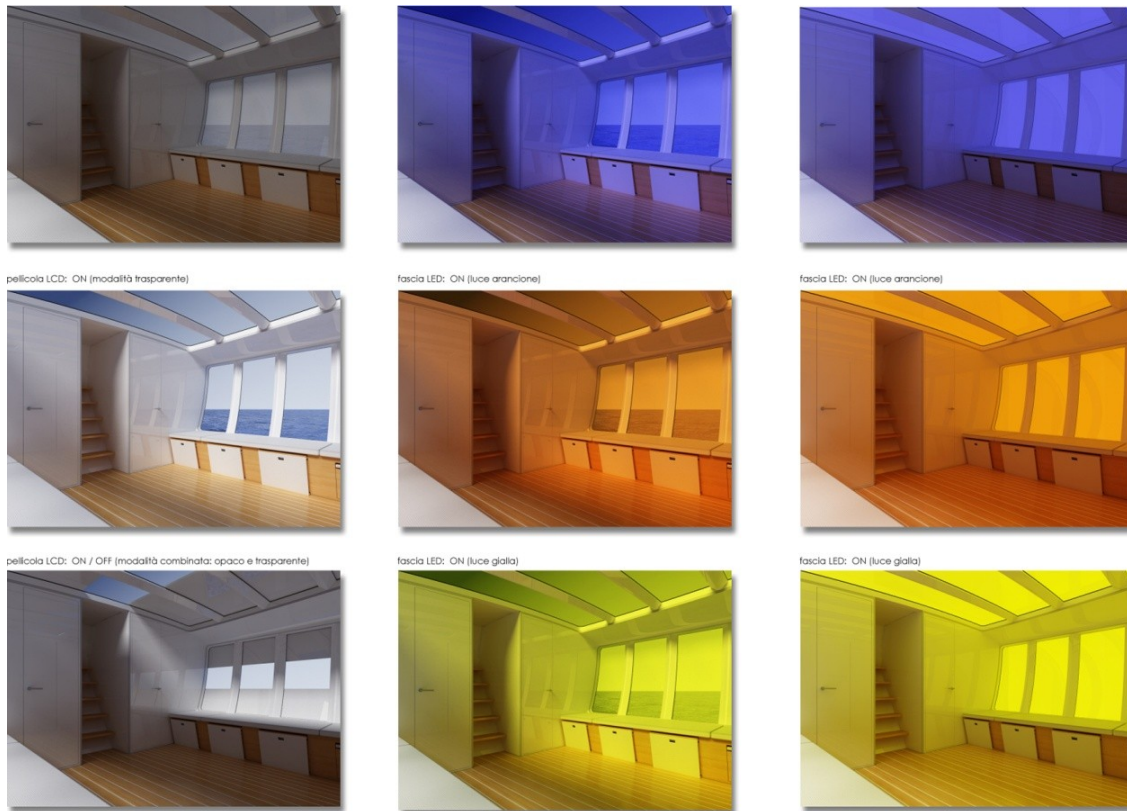 pellicola LCD: ON (modalità trasparente)
fascia LED: ON (luce arancione)
fascia LED: ON (luce arancione)
pellicola LCD: ON / OFF (modalità combinata: opaco e trasparente)
fascia LED: ON (luce gialla)
fascia LED: ON (luce gialla)